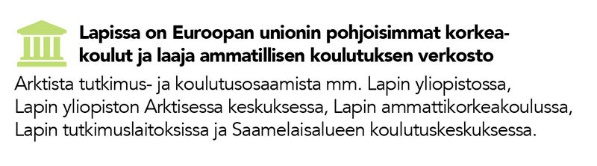 Lapissa on Euroopan unionin pohjoisimmat korkea-
koulut ja laaja ammatillisen koulutuksen verkosto
Arktista tutkimus- ja koulutusosaamista mm. Lapin yliopistossa,
Lapin yliopiston Arktisessa keskuksessa, Lapin ammattikorkeakoulussa,
Lapin tutkimuslaitoksissa ja Saamelaisalueen koulutuskeskuksessa.